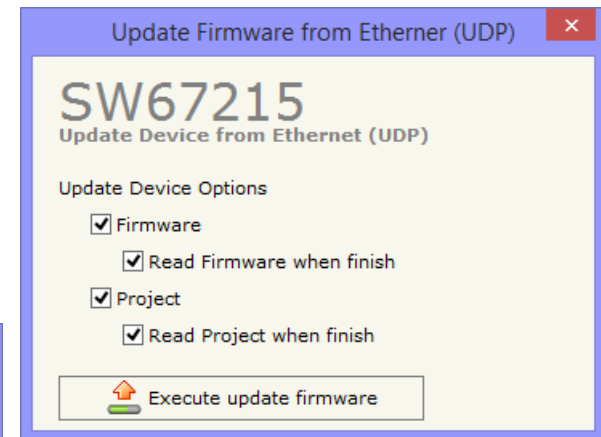 Update Firmware from Etherner (UDP)
SW67215
Update Device from Ethernet (UDP)
Update Device Options
Firmware
Read Firmware when finish
Project
Read Project when finish
Execute update firmware